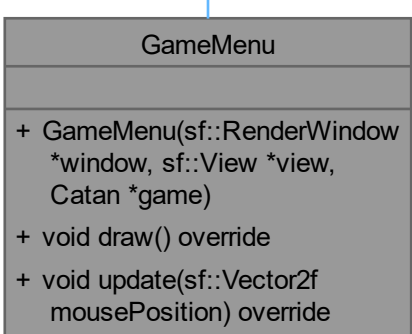 GameMenu
+ GameMenu(sf::RenderWindow
*window, sf::View *view,
Catan *game)
+ void draw() override
+ void update(sf::Vector2f
mousePosition) override